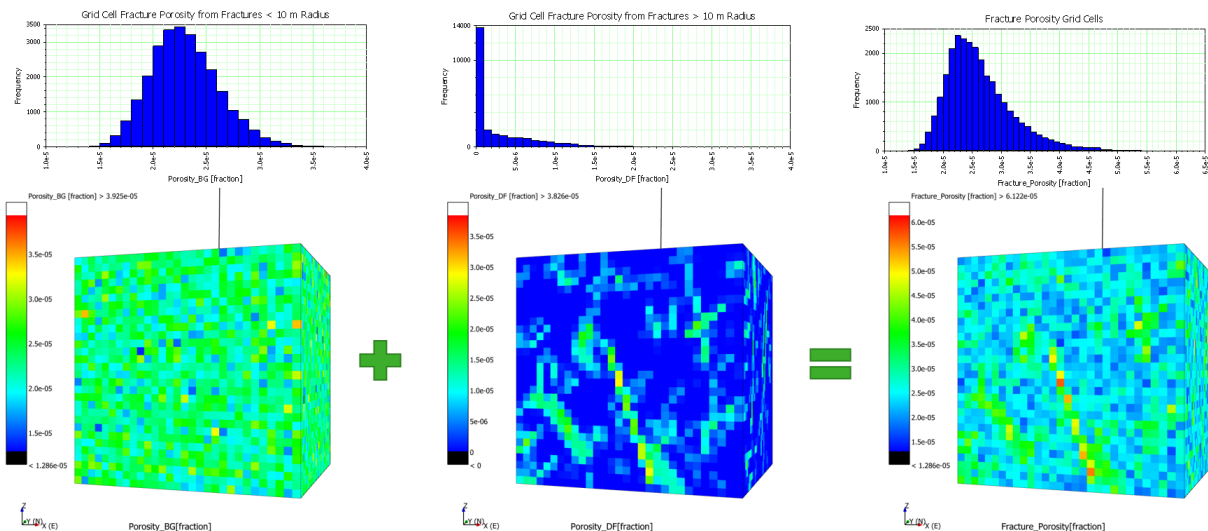 Grid Cell Fracture Porosity from Fractures < 10 m Radius
Frequency
3500
2800
2100
1400
700
0
1.0e-5
1.5e-5
2.0e-5
2.5e-5
3.0e-5
3.5e-5
4.0e-5
Porosity_BG [fraction]
Grid Cell Fracture Porosity from Fractures > 10 m Radius
Frequency
14000
10000
6000
2000
0
0
5.0e-6
1.0e-5
1.5e-5
2.0e-5
2.5e-5
3.0e-5
3.5e-5
4.0e-5
Porosity_DF [fraction]
Fracture Porosity Grid Cells
Frequency
2500
2000
1500
1000
500
0
1.0e-5
1.5e-5
2.0e-5
2.5e-5
3.0e-5
3.5e-5
4.0e-5
4.5e-5
5.0e-5
5.5e-5
6.0e-5
6.5e-5
Fracture_Porosity [fraction]
Porosity_BG [fraction] > 3.925e-05
3.5e-05
3.0e-05
2.5e-05
2.0e-05
1.5e-05
< 1.286e-05
Z
Y (N)
X (E)
Porosity_BG[fraction]
Porosity_DF [fraction] > 3.826e-05
3.5e-05
3.0e-05
2.5e-05
2.0e-05
1.5e-05
1.0e-05
5.0e-06
0
< 0
Z
Y (N)
X (E)
Porosity_DF[fraction]
Fracture_Porosity [fraction] > 6.122e-05
6.0e-05
5.5e-05
5.0e-05
4.5e-05
4.0e-05
3.5e-05
3.0e-05
2.5e-05
2.0e-05
1.5e-05
< 1.286e-05
Z
Y (N)
X (E)
Fracture_Porosity[fraction]